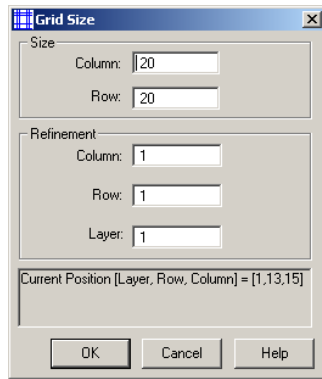 Grid Size
Size
Column: 20
Row: 20
Refinement
Column: 1
Row: 1
Layer: 1
Current Position [Layer, Row, Column] = [1,13,15]
OK Cancel Help